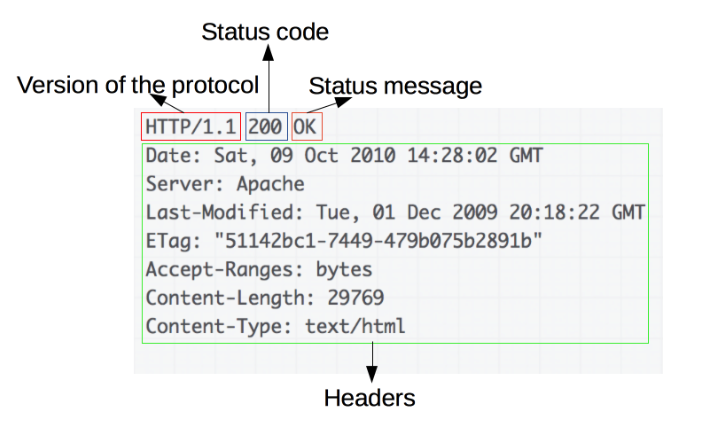 Status code
Version of the protocol
Status message
HTTP/1.1 200 OK
Date: Sat, 09 Oct 2010 14:28:02 GMT
Server: Apache
Last-Modified: Tue, 01 Dec 2009 20:18:22 GMT
ETag: "51142bc1-7449-479b075b2891b"
Accept-Ranges: bytes
Content-Length: 29769
Content-Type: text/html
Headers